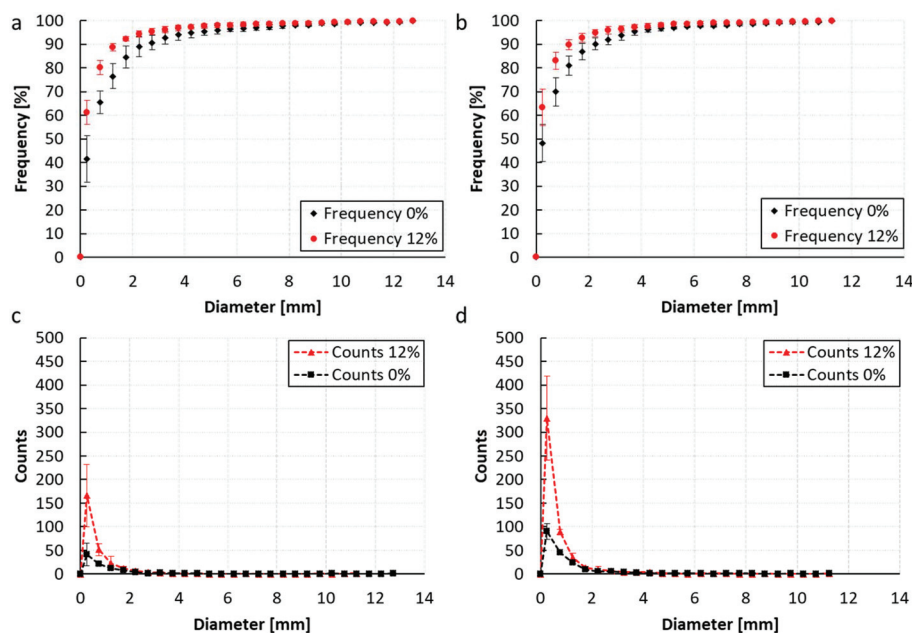 a
100
90
80
70
60
50
40
30
20
10
0
Frequency [%]
Frequency 0%
Frequency 12%
0 2 4 6 8 10 12 14
Diameter [mm]
b
100
90
80
70
60
50
40
30
20
10
0
Frequency [%]
Frequency 0%
Frequency 12%
0 2 4 6 8 10 12 14
Diameter [mm]
c
500
450
400
350
300
250
200
150
100
50
0
Counts
Counts 12%
Counts 0%
0 2 4 6 8 10 12 14
Diameter [mm]
d
500
450
400
350
300
250
200
150
100
50
0
Counts
Counts 12%
Counts 0%
0 2 4 6 8 10 12 14
Diameter [mm]